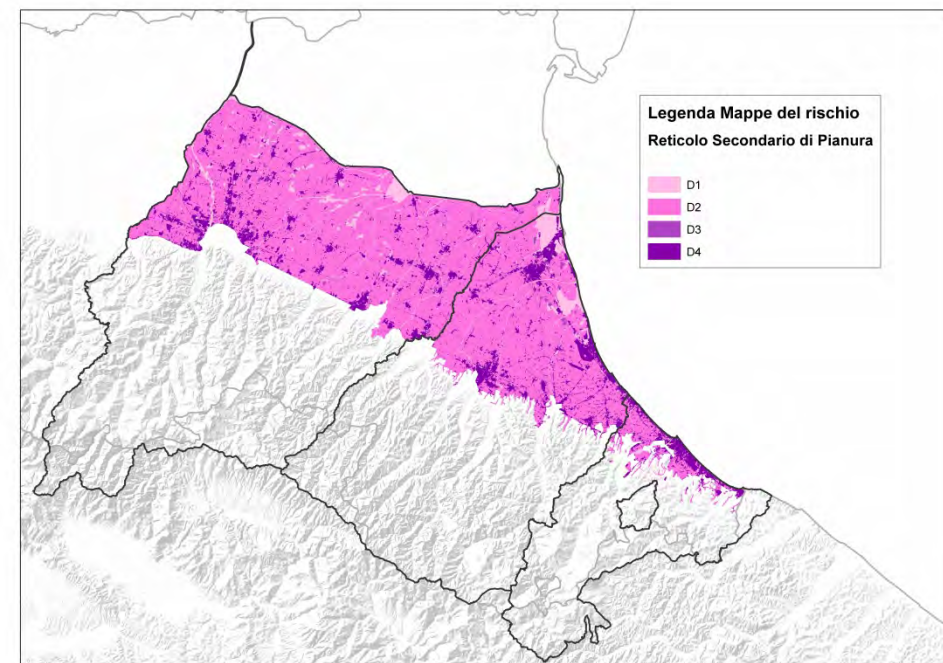 Legenda Mappe del rischio
Reticolo Secondario di Pianura
D1
D2
D3
D4